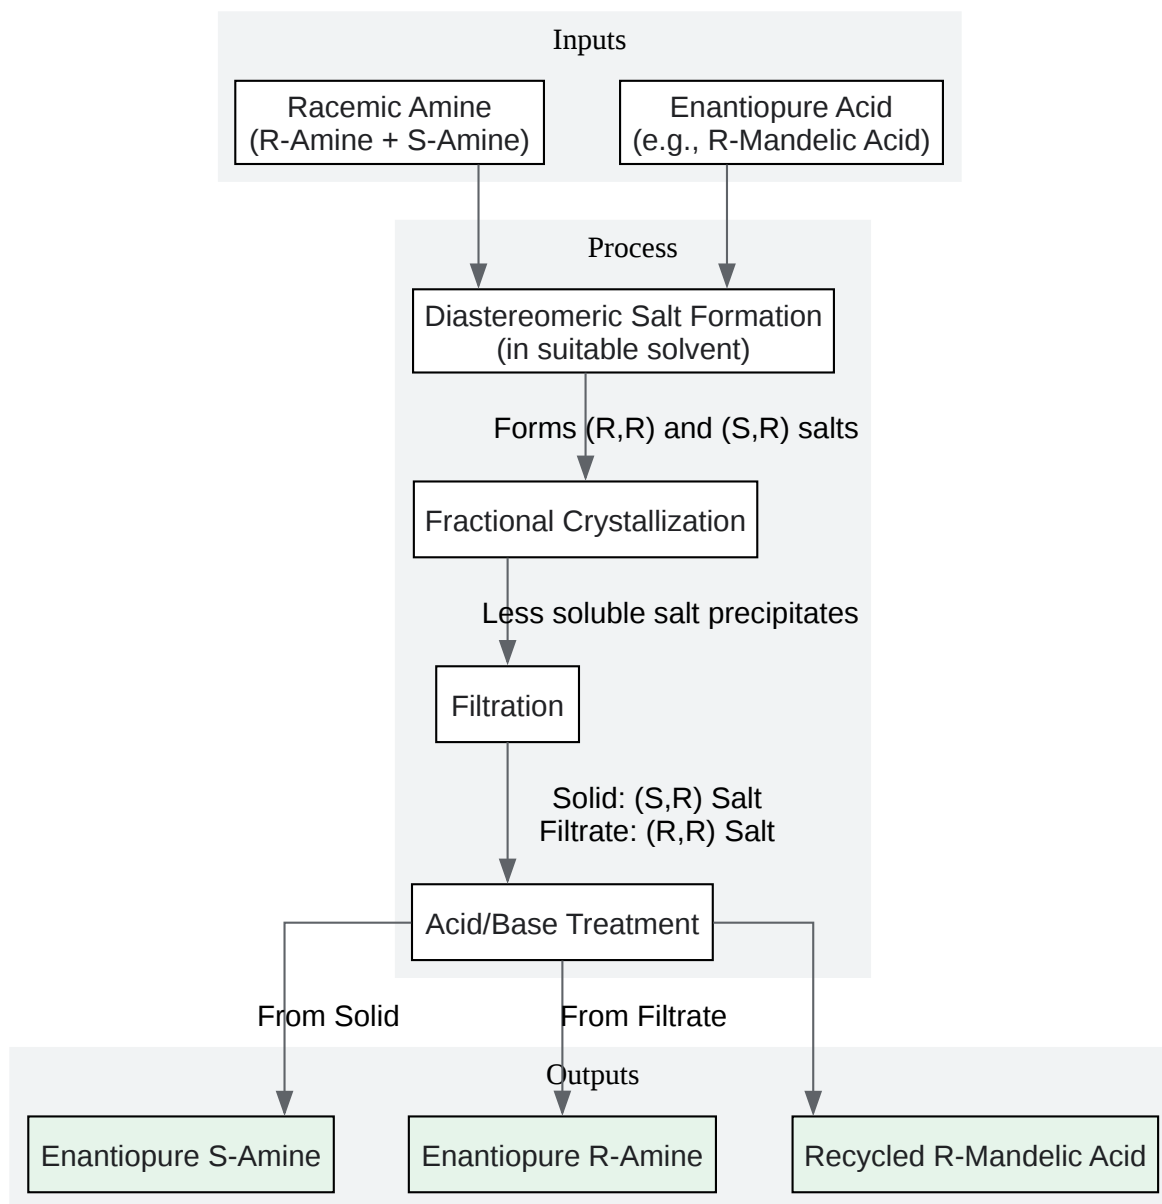 Inputs
Racemic Amine
(R-Amine + S-Amine)
Enantiopure Acid
(e.g., R-Mandelic Acid)
Process
Diastereomeric Salt Formation
(in suitable solvent)
Forms (R,R) and (S,R) salts
Fractional Crystallization
Less soluble salt precipitates
Filtration
Solid: (S,R) Salt
Filtrate: (R,R) Salt
Acid/Base Treatment
From Solid
From Filtrate
Outputs
Enantiopure S-Amine
Enantiopure R-Amine
Recycled R-Mandelic Acid